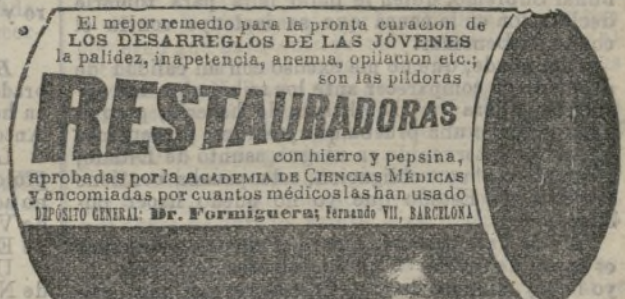 El mejor remedio para la pronta curación de
LOS DESARREGLOS DE LAS JÓVENES
la palidez, inapetencia, anemia, opilacion etc.;
son las píldoras
RESTAURADORAS
con hierro y pepsina,
aprobadas por la ACADEMIA DE CIENCIAS MÉDICAS
y encomiadas por cuantos médicos las han usado
DEPÓSITO GENERAL: Dr. Formiguera; Fernando VII, BARCELONA